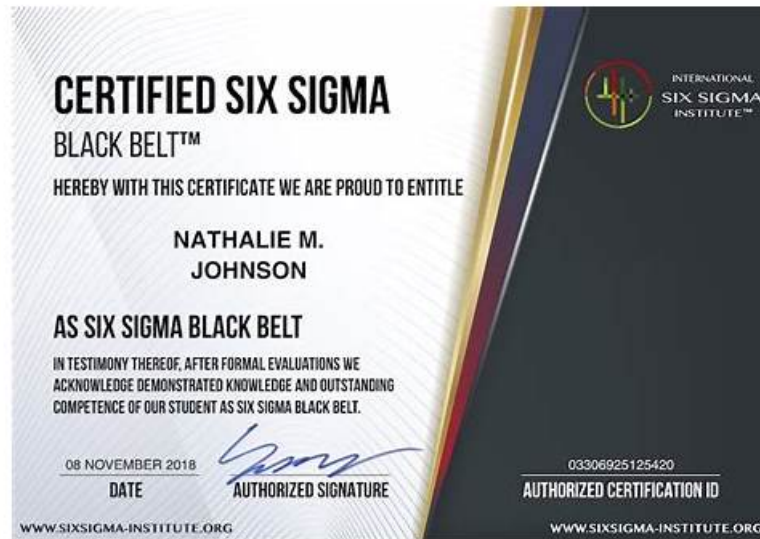 CERTIFIED SIX SIGMA
BLACK BELT™
HEREBY WITH THIS CERTIFICATE WE ARE PROUD TO ENTITLE
NATHALIE M.
JOHNSON
AS SIX SIGMA BLACK BELT
IN TESTIMONY THEREOF, AFTER FORMAL EVALUATIONS WE
ACKNOWLEDGE DEMONSTRATED KNOWLEDGE AND OUTSTANDING
COMPETENCE OF OUR STUDENT AS SIX SIGMA BLACK BELT.
08 NOVEMBER 2018
DATE
AUTHORIZED SIGNATURE
WWW.SIXSIGMA-INSTITUTE.ORG
INTERNATIONAL
SIX SIGMA
INSTITUTE™
03306925125420
AUTHORIZED CERTIFICATION ID
WWW.SIXSIGMA-INSTITUTE.ORG